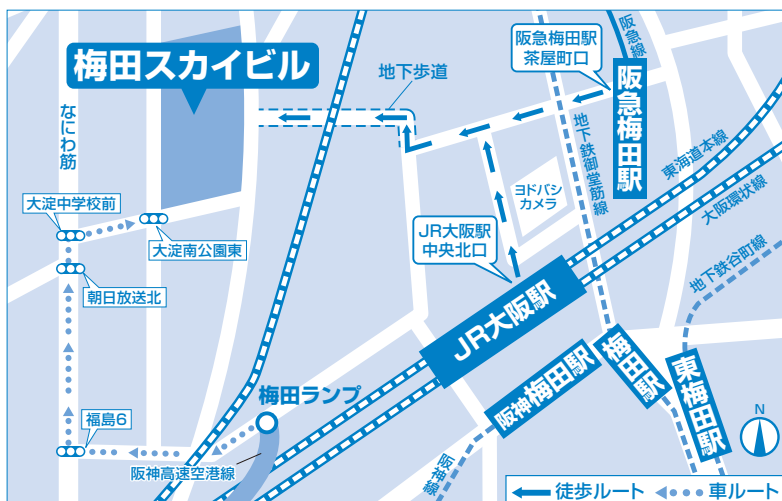 梅田スカイビル
地下歩道
阪急梅田駅
茶屋町口
阪急線
阪急梅田駅
なにわ筋
地下鉄御堂筋線
東海道本線
大阪環状線
ヨドバシ
カメラ
大淀中学校前
大淀南公園東
JR大阪駅
中央北口
地下鉄谷町線
朝日放送北
JR大阪駅
梅田駅
阪神梅田駅
東梅田駅
梅田ランプ
福島6
阪神高速空港線
阪神線
N
徒歩ルート
車ルート